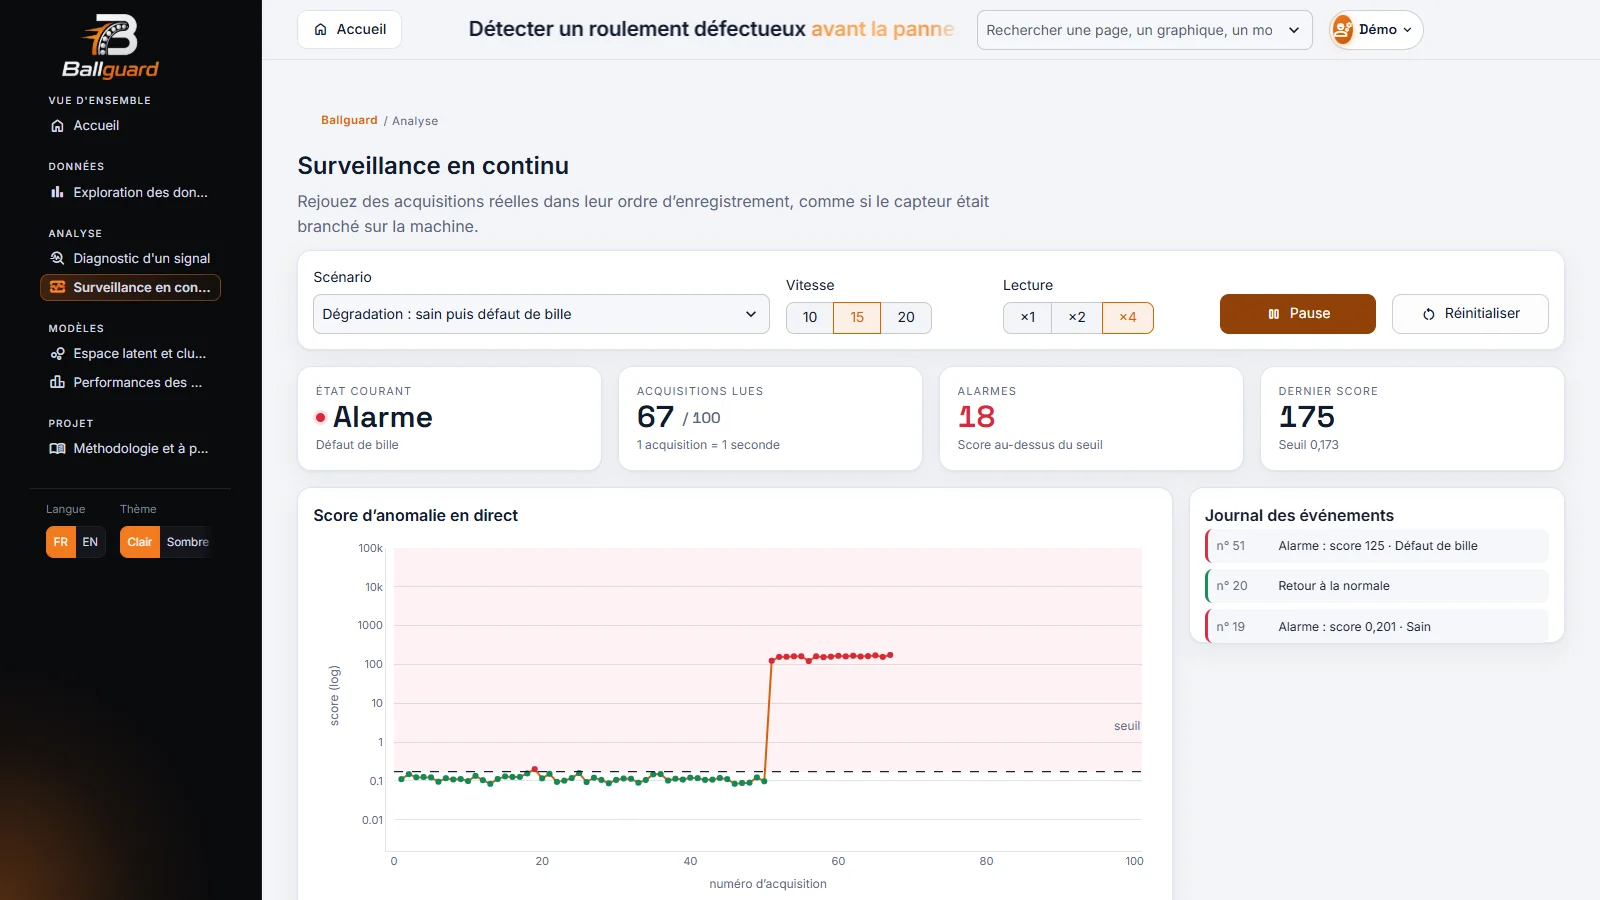 Ballguard
VUE D'ENSEMBLE
Accueil
DONNÉES
Exploration des don...
ANALYSE
Diagnostic d'un signal
Surveillance en con...
MODÈLES
Espace latent et clu...
Performances des ...
PROJET
Méthodologie et à p...
Langue
Thème
FR
EN
Clair
Sombre
Accueil
Détecter un roulement défectueux avant la panne
Rechercher une page, un graphique, un mo
Démo
Ballguard / Analyse
Surveillance en continu
Rejouez des acquisitions réelles dans leur ordre d’enregistrement, comme si le capteur était
branché sur la machine.
Scénario
Dégradation : sain puis défaut de bille
Vitesse
10
15
20
Lecture
×1
×2
×4
Pause
Réinitialiser
ÉTAT COURANT
Alarme
Défaut de bille
ACQUISITIONS LUES
67 / 100
1 acquisition = 1 seconde
ALARMES
18
Score au-dessus du seuil
DERNIER SCORE
175
Seuil 0,173
Score d’anomalie en direct
100k
10k
1000
100
10
1
0.1
0.01
score (log)
seuil
0
20
40
60
80
100
numéro d’acquisition
Journal des événements
n° 51 Alarme : score 125 · Défaut de bille
n° 20 Retour à la normale
n° 19 Alarme : score 0,201 · Sain